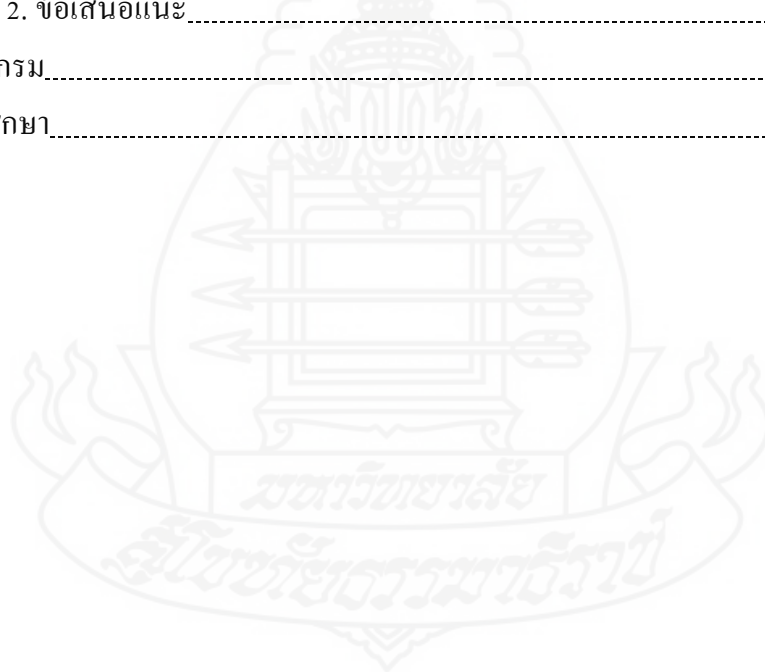 2. ข้อเสนอแนะ
กรม
กษา
มหาวิทยาลัย
สุโขทัยธรรมาธิราช